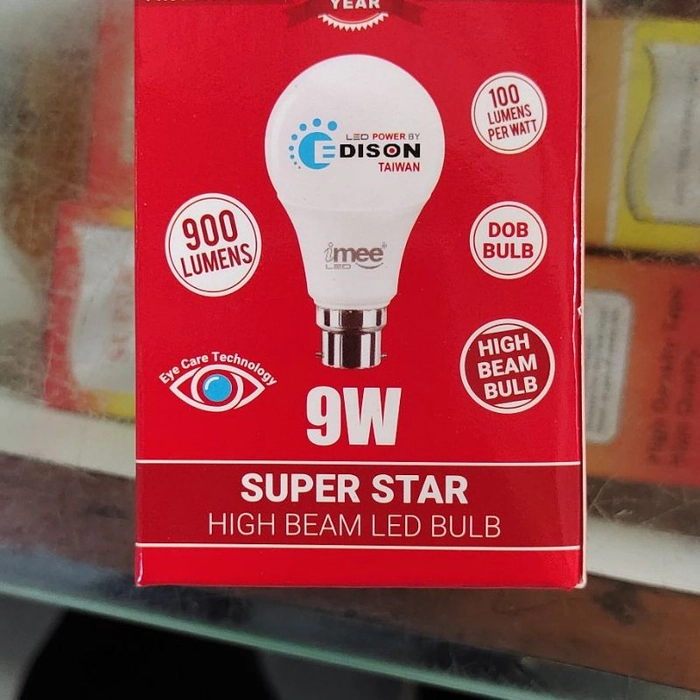 YEAR
LED POWER BY
EDISON
TAIWAN
100
LUMENS
PER WATT
900
LUMENS
imee
LED
DOB
BULB
Eye Care Technology
HIGH
BEAM
BULB
9W
SUPER STAR
HIGH BEAM LED BULB